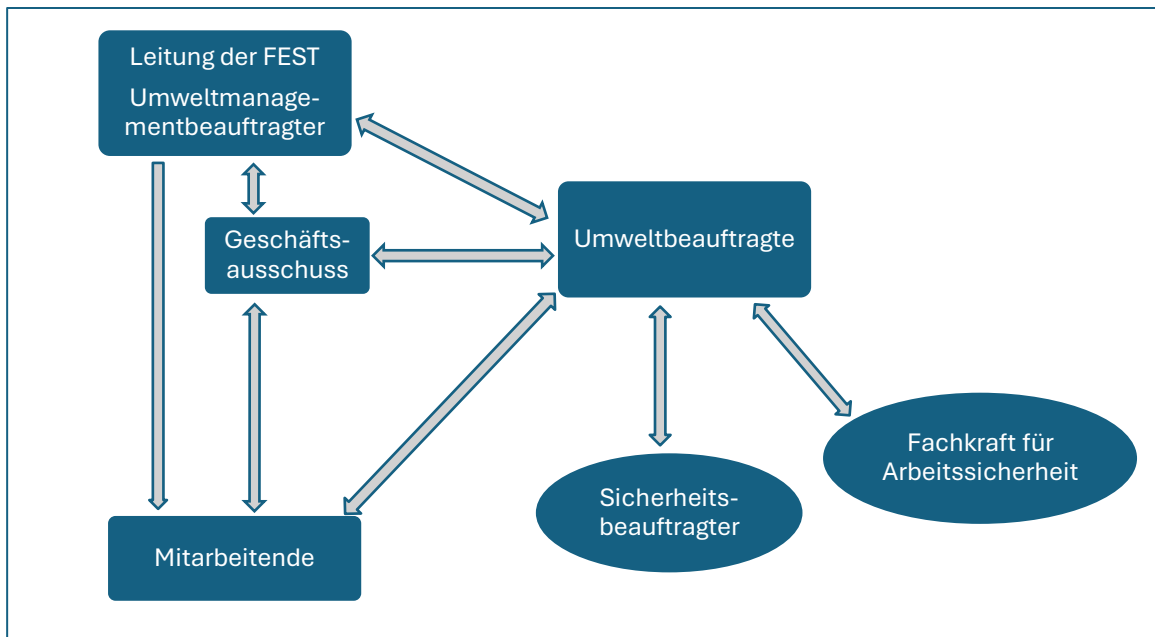 Leitung der FEST
Umweltmanage-
mentbeauftragter
Geschäfts-
ausschuss
Umweltbeauftragte
Fachkraft für
Arbeitssicherheit
Sicherheits-
beauftragter
Mitarbeitende